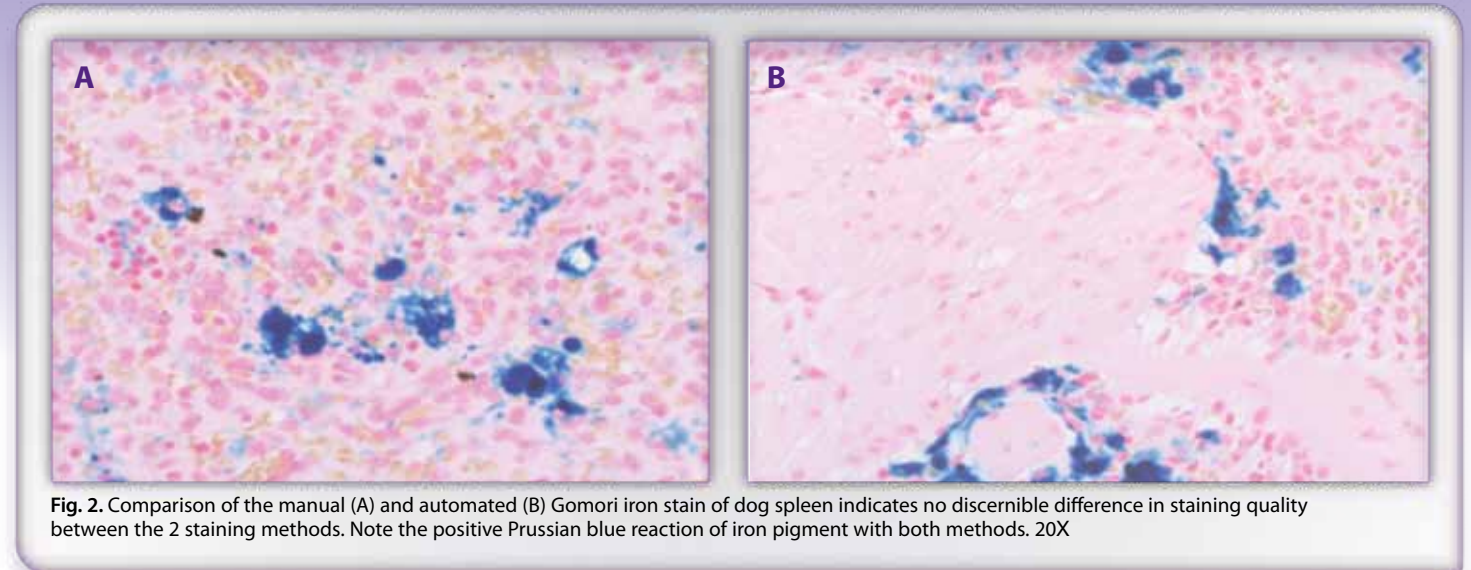 A
B
Fig. 2. Comparison of the manual (A) and automated (B) Gomori iron stain of dog spleen indicates no discernible difference in staining quality
between the 2 staining methods. Note the positive Prussian blue reaction of iron pigment with both methods. 20X